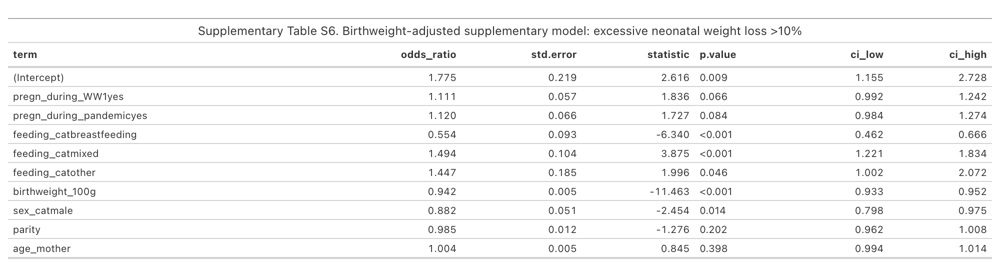 Supplementary Table S6. Birthweight-adjusted supplementary model: excessive neonatal weight loss >10%
term odds_ratio std.error statistic p.value ci_low ci_high
(Intercept) 1.775 0.219 2.616 0.009 1.155 2.728
pregn_during_WW1yes 1.111 0.057 1.836 0.066 0.992 1.242
pregn_during_pandemicyes 1.120 0.066 1.727 0.084 0.984 1.274
feeding_catbreastfeeding 0.554 0.093 -6.340 <0.001 0.462 0.666
feeding_catmixed 1.494 0.104 3.875 <0.001 1.221 1.834
feeding_catother 1.447 0.185 1.996 0.046 1.002 2.072
birthweight_100g 0.942 0.005 -11.463 <0.001 0.933 0.952
sex_catmale 0.882 0.051 -2.454 0.014 0.798 0.975
parity 0.985 0.012 -1.276 0.202 0.962 1.008
age_mother 1.004 0.005 0.845 0.398 0.994 1.014